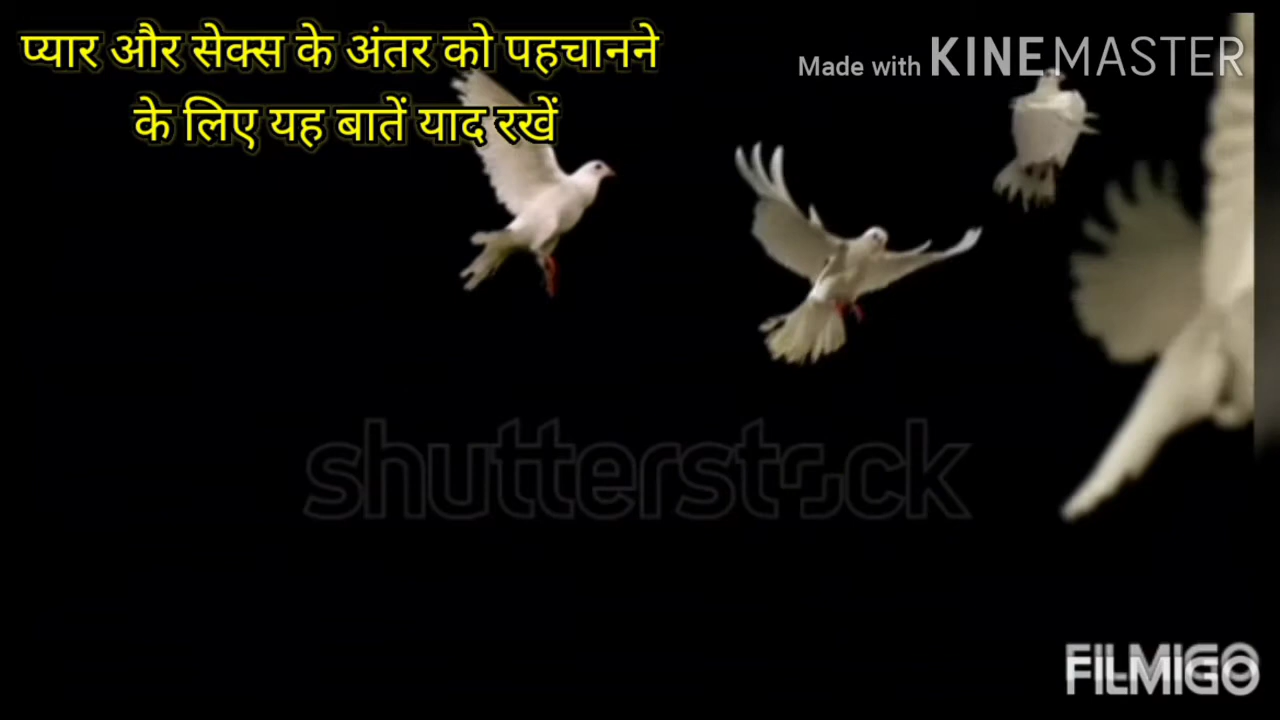 प्यार और सेक्स के अंतर को पहचानने
के लिए यह बातें याद रखें
Made with KINEMASTER
shutterstock
FILMIGO